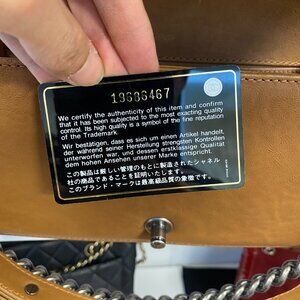 13686467
We certify the authenticity of this item and confirm
that it has been subjected to the most exacting quality
control. Its high quality is a symbol of the fine reputation
of the Trademark.
Wir bestätigen, dass es sich um einen Artikel handelt,
der während seiner Herstellung strengsten Kontrollen
unterworfen war, und dessen erstklassige Qualität
dem hohen Ansehen unserer Marke entspricht.
この製品は厳しい管理のもとに製造されたシャネル
社の商品であることを証明いたします。
このブランド・マークは最高級品質の象徴です。